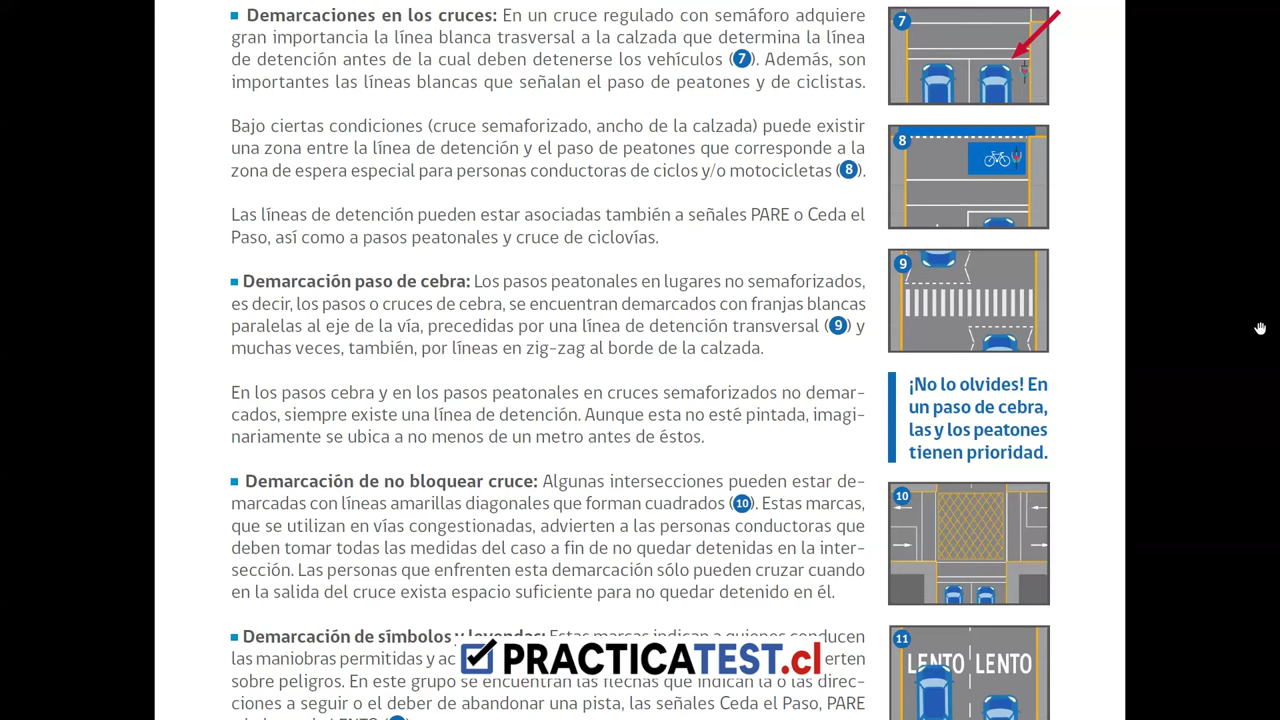 Demarcaciones en los cruces: En un cruce regulado con semáforo adquiere
gran importancia la línea blanca trasversal a la calzada que determina la línea
de detención antes de la cual deben detenerse los vehículos (7). Además, son
importantes las líneas blancas que señalan el paso de peatones y de ciclistas.
Bajo ciertas condiciones (cruce semaforizado, ancho de la calzada) puede existir
una zona entre la línea de detención y el paso de peatones que corresponde a la
zona de espera especial para personas conductoras de ciclos y/o motocicletas (8).
Las líneas de detención pueden estar asociadas también a señales PARE o Ceda el
Paso, así como a pasos peatonales y cruce de ciclovías.
Demarcación paso de cebra: Los pasos peatonales en lugares no semaforizados,
es decir, los pasos o cruces de cebra, se encuentran demarcados con franjas blancas
paralelas al eje de la vía, precedidas por una línea de detención transversal (9) y
muchas veces, también, por líneas en zig-zag al borde de la calzada.
En los pasos cebra y en los pasos peatonales en cruces semaforizados no demar-
cados, siempre existe una línea de detención. Aunque esta no esté pintada, imagi-
nariamente se ubica a no menos de un metro antes de éstos.
Demarcación de no bloquear cruce: Algunas intersecciones pueden estar de-
marcadas con líneas amarillas diagonales que forman cuadrados (10). Estas marcas,
que se utilizan en vías congestionadas, advierten a las personas conductoras que
deben tomar todas las medidas del caso a fin de no quedar detenidas en la inter-
sección. Las personas que enfrenten esta demarcación sólo pueden cruzar cuando
en la salida del cruce exista espacio suficiente para no quedar detenido en él.
Demarcación de símbolos y leyendas: Estas marcas indican a quienes conducen
las maniobras permitidas y
sobre peligros. En este grupo se encuentran las flechas que indican la o las direc-
ciones a seguir o el deber de abandonar una pista, las señales Ceda el Paso, PARE
7
8
9
¡No lo olvides! En
un paso de cebra,
las y los peatones
tienen prioridad.
10
11
LENTO LENTO
PRACTICATEST.cl